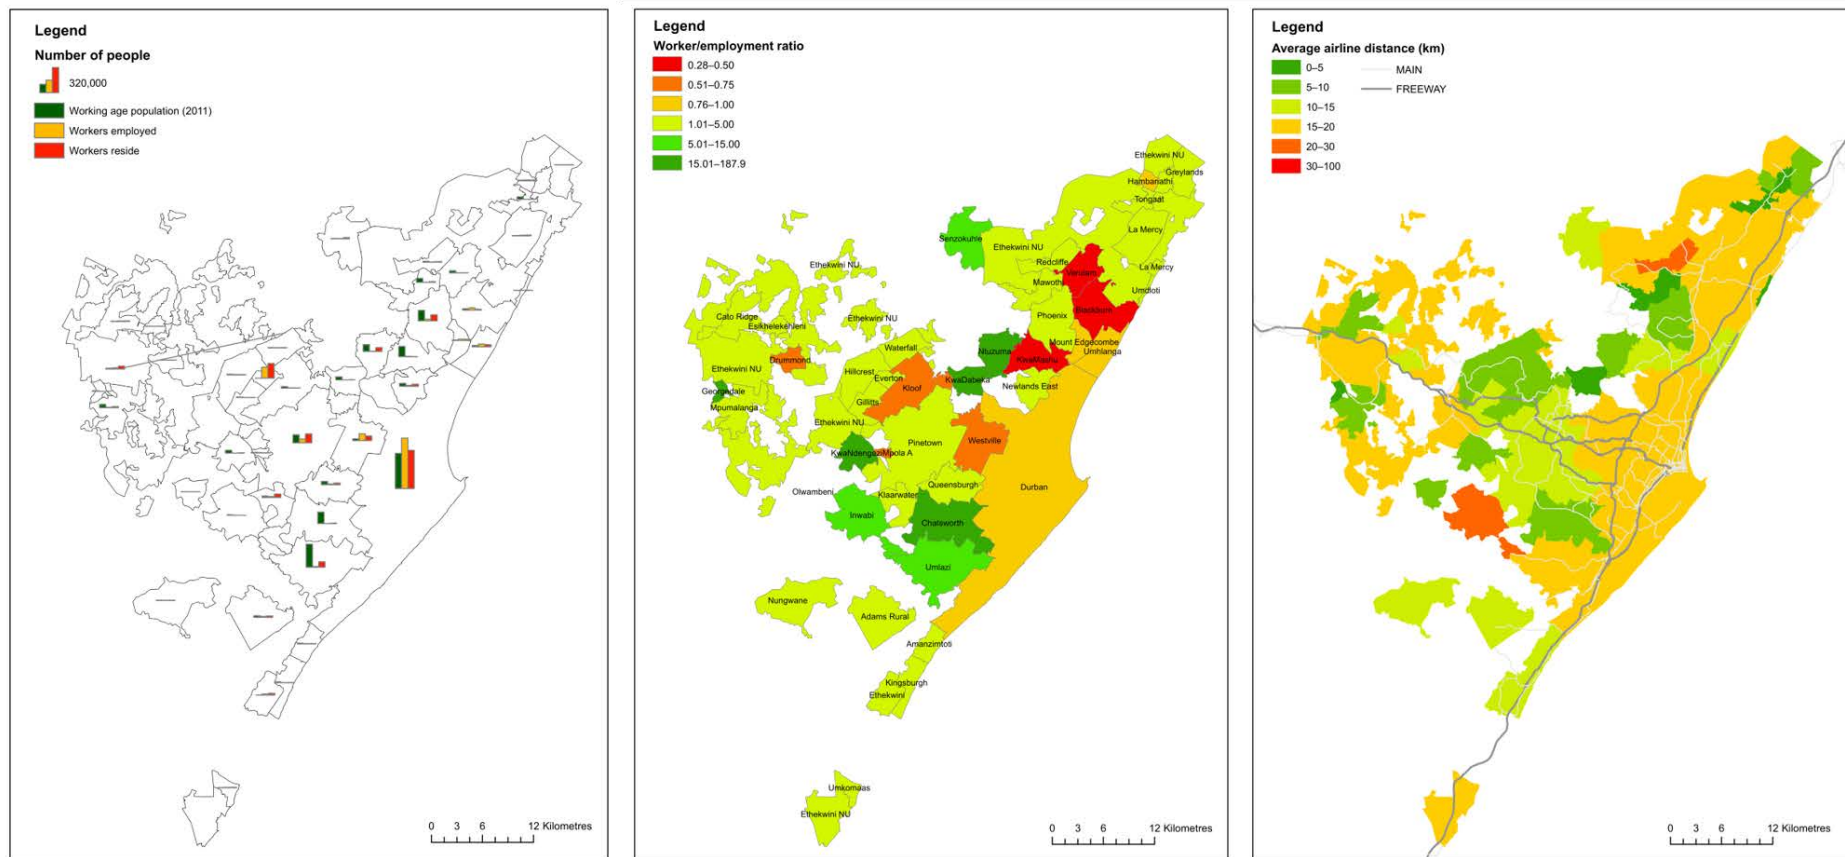 Legend
Number of people
320,000
Working age population (2011)
Workers employed
Workers reside
0 3 6 12 Kilometres
Legend
Worker/employment ratio
0.28–0.50
0.51–0.75
0.76–1.00
1.01–5.00
5.01–15.00
15.01–187.9
Ethekwini NU
Greylands
Hambanathi
Tongaat
La Mercy
Senzokuhle
Ethekwini NU
Redcliffe
Ethekwini NU
La Mercy
Verulam
Mawothi
Umdloti
Cato Ridge
Ethekwini NU
Phoenix
Esikhelekehleni
Mount Edgecombe
Waterfall
Ntuzuma
Umhlanga
Drummond
KwaMashu
Ethekwini NU
Hillcrest
Everton
KwaDabeka
Newlands East
Georgedale
Kloof
Mpumalanga
Gillitts
Ethekwini NU
Pinetown
Westville
KwaNdengezi
Mpola A
Queensburgh
Durban
Olwambeni
Klaarwater
Inwabi
Chatsworth
Umlazi
Nungwane
Adams Rural
Amanzimtoti
Kingsburgh
Ethekwini
Umkomaas
Ethekwini NU
0 3 6 12 Kilometres
Legend
Average airline distance (km)
0–5
5–10
10–15
15–20
20–30
30–100
MAIN
FREEWAY
0 3 6 12 Kilometres